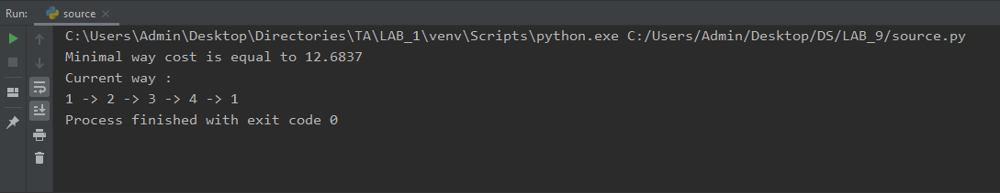 Run: source
C:\Users\Admin\Desktop\Directories\TA\LAB_1\venv\Scripts\python.exe C:/Users/Admin/Desktop/DS/LAB_9/source.py
Minimal way cost is equal to 12.6837
Current way :
1 -> 2 -> 3 -> 4 -> 1
Process finished with exit code 0